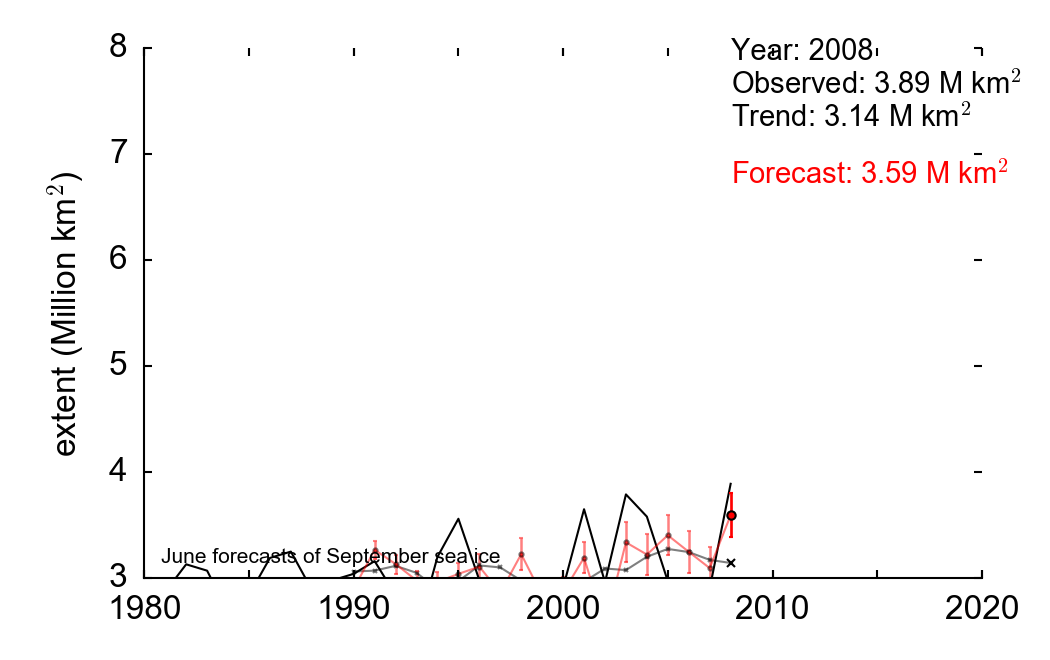 Year: 2008
Observed: 3.89 M km²
Trend: 3.14 M km²
Forecast: 3.59 M km²
extent (Million km²)
8
7
6
5
4
3
June forecasts of September sea ice
1980 1990 2000 2010 2020